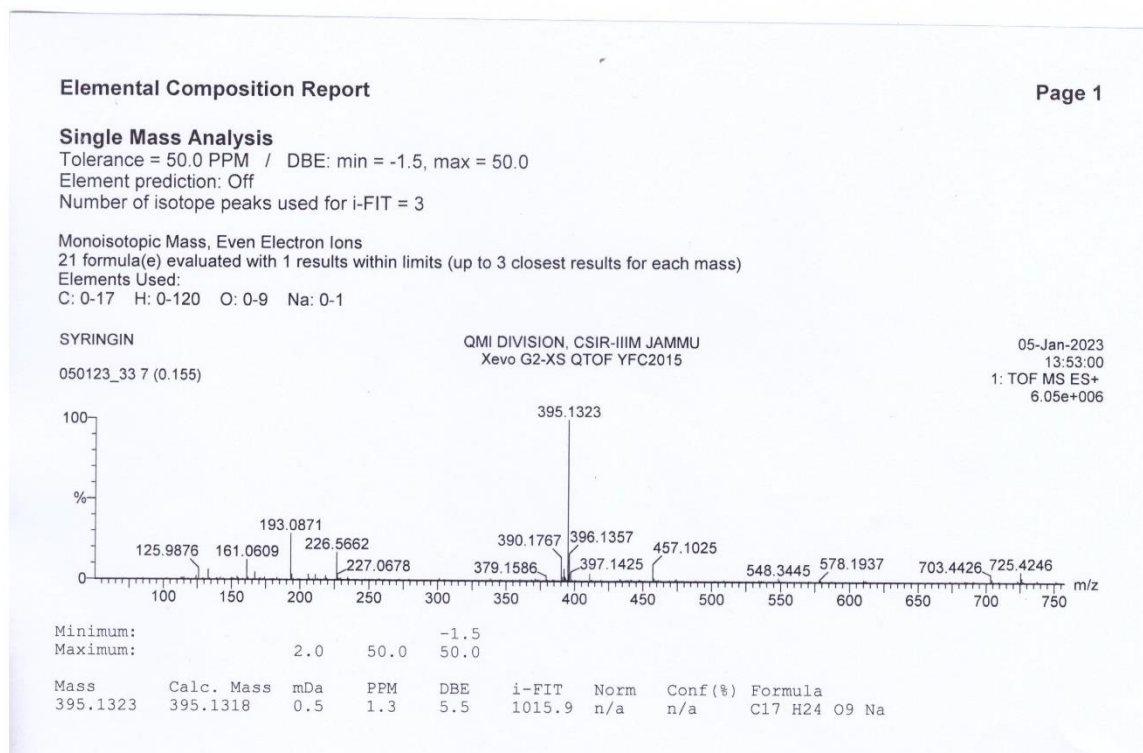 Elemental Composition Report Page 1
Single Mass Analysis
Tolerance = 50.0 PPM / DBE: min = -1.5, max = 50.0
Element prediction: Off
Number of isotope peaks used for i-FIT = 3
Monoisotopic Mass, Even Electron Ions
21 formula(e) evaluated with 1 results within limits (up to 3 closest results for each mass)
Elements Used:
C: 0-17 H: 0-120 O: 0-9 Na: 0-1
SYRINGIN QMI DIVISION, CSIR-IIIM JAMMU 05-Jan-2023
Xevo G2-XS QTOF YFC2015 13:53:00
050123_33 7 (0.155) 1: TOF MS ES+
6.05e+006
100 395.1323
%
193.0871
125.9876 161.0609 226.5662 390.1767 396.1357
227.0678 379.1586 397.1425 457.1025 548.3445 578.1937 703.4426 725.4246
0 m/z
100 150 200 250 300 350 400 450 500 550 600 650 700 750
Minimum: -1.5
Maximum: 2.0 50.0 50.0
Mass Calc. Mass mDa PPM DBE i-FIT Norm Conf(%) Formula
395.1323 395.1318 0.5 1.3 5.5 1015.9 n/a n/a C17 H24 O9 Na